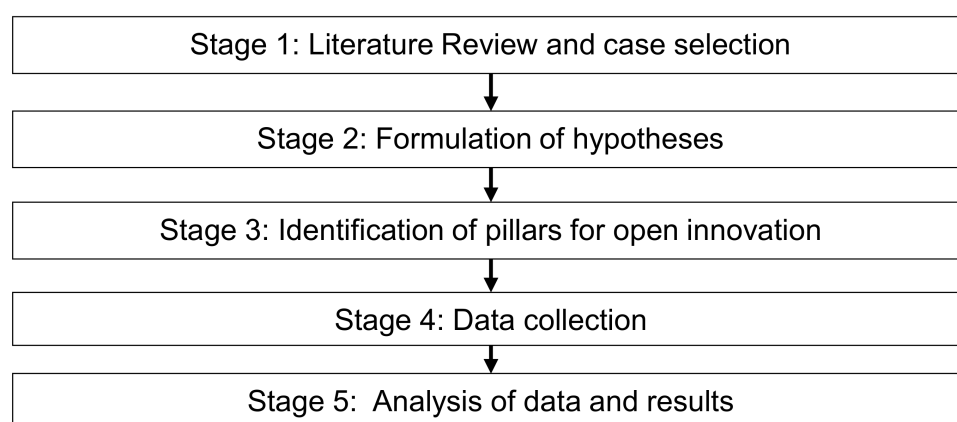 Stage 1: Literature Review and case selection
Stage 2: Formulation of hypotheses
Stage 3: Identification of pillars for open innovation
Stage 4: Data collection
Stage 5:  Analysis of data and results